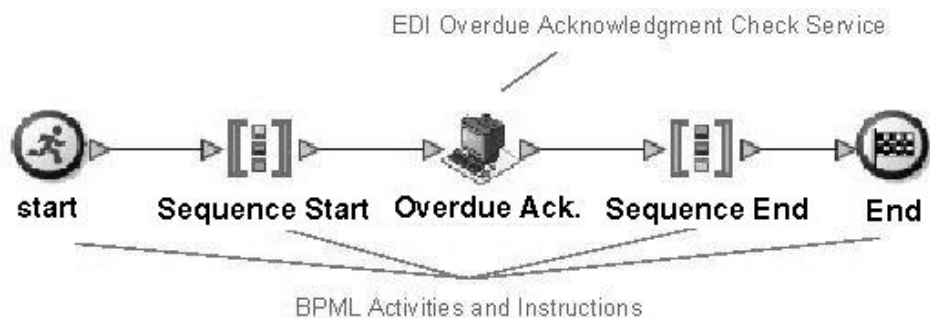 EDI Overdue Acknowledgment Check Service
start
Sequence Start
Overdue Ack.
Sequence End
End
BPML Activities and Instructions